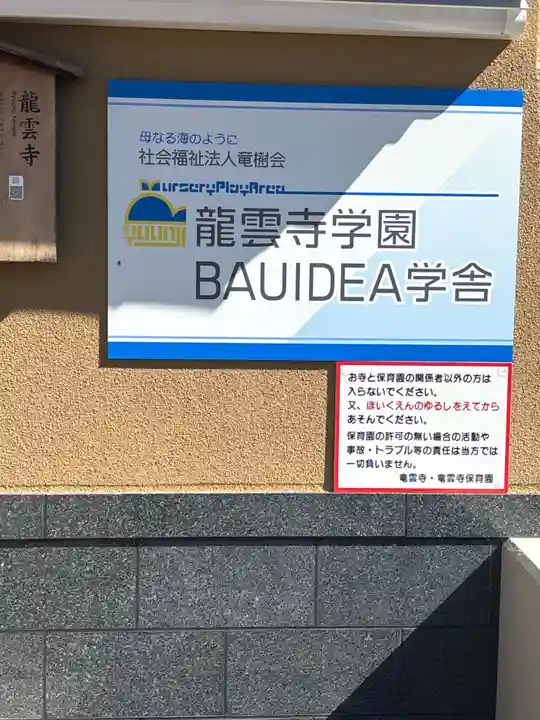 龍雲寺
母なる海のように
社会福祉法人竜樹会
NurseryPlayArea
龍雲寺学園
BAUIDEA学舎
お寺と保育園の関係者以外の方は
入らないでください。
又、ほいくえんのゆるしをえてから
あそんでください。
保育園の許可の無い場合の活動や
事故・トラブル等の責任は当方では
一切負いません。
竜雲寺・竜雲寺保育園